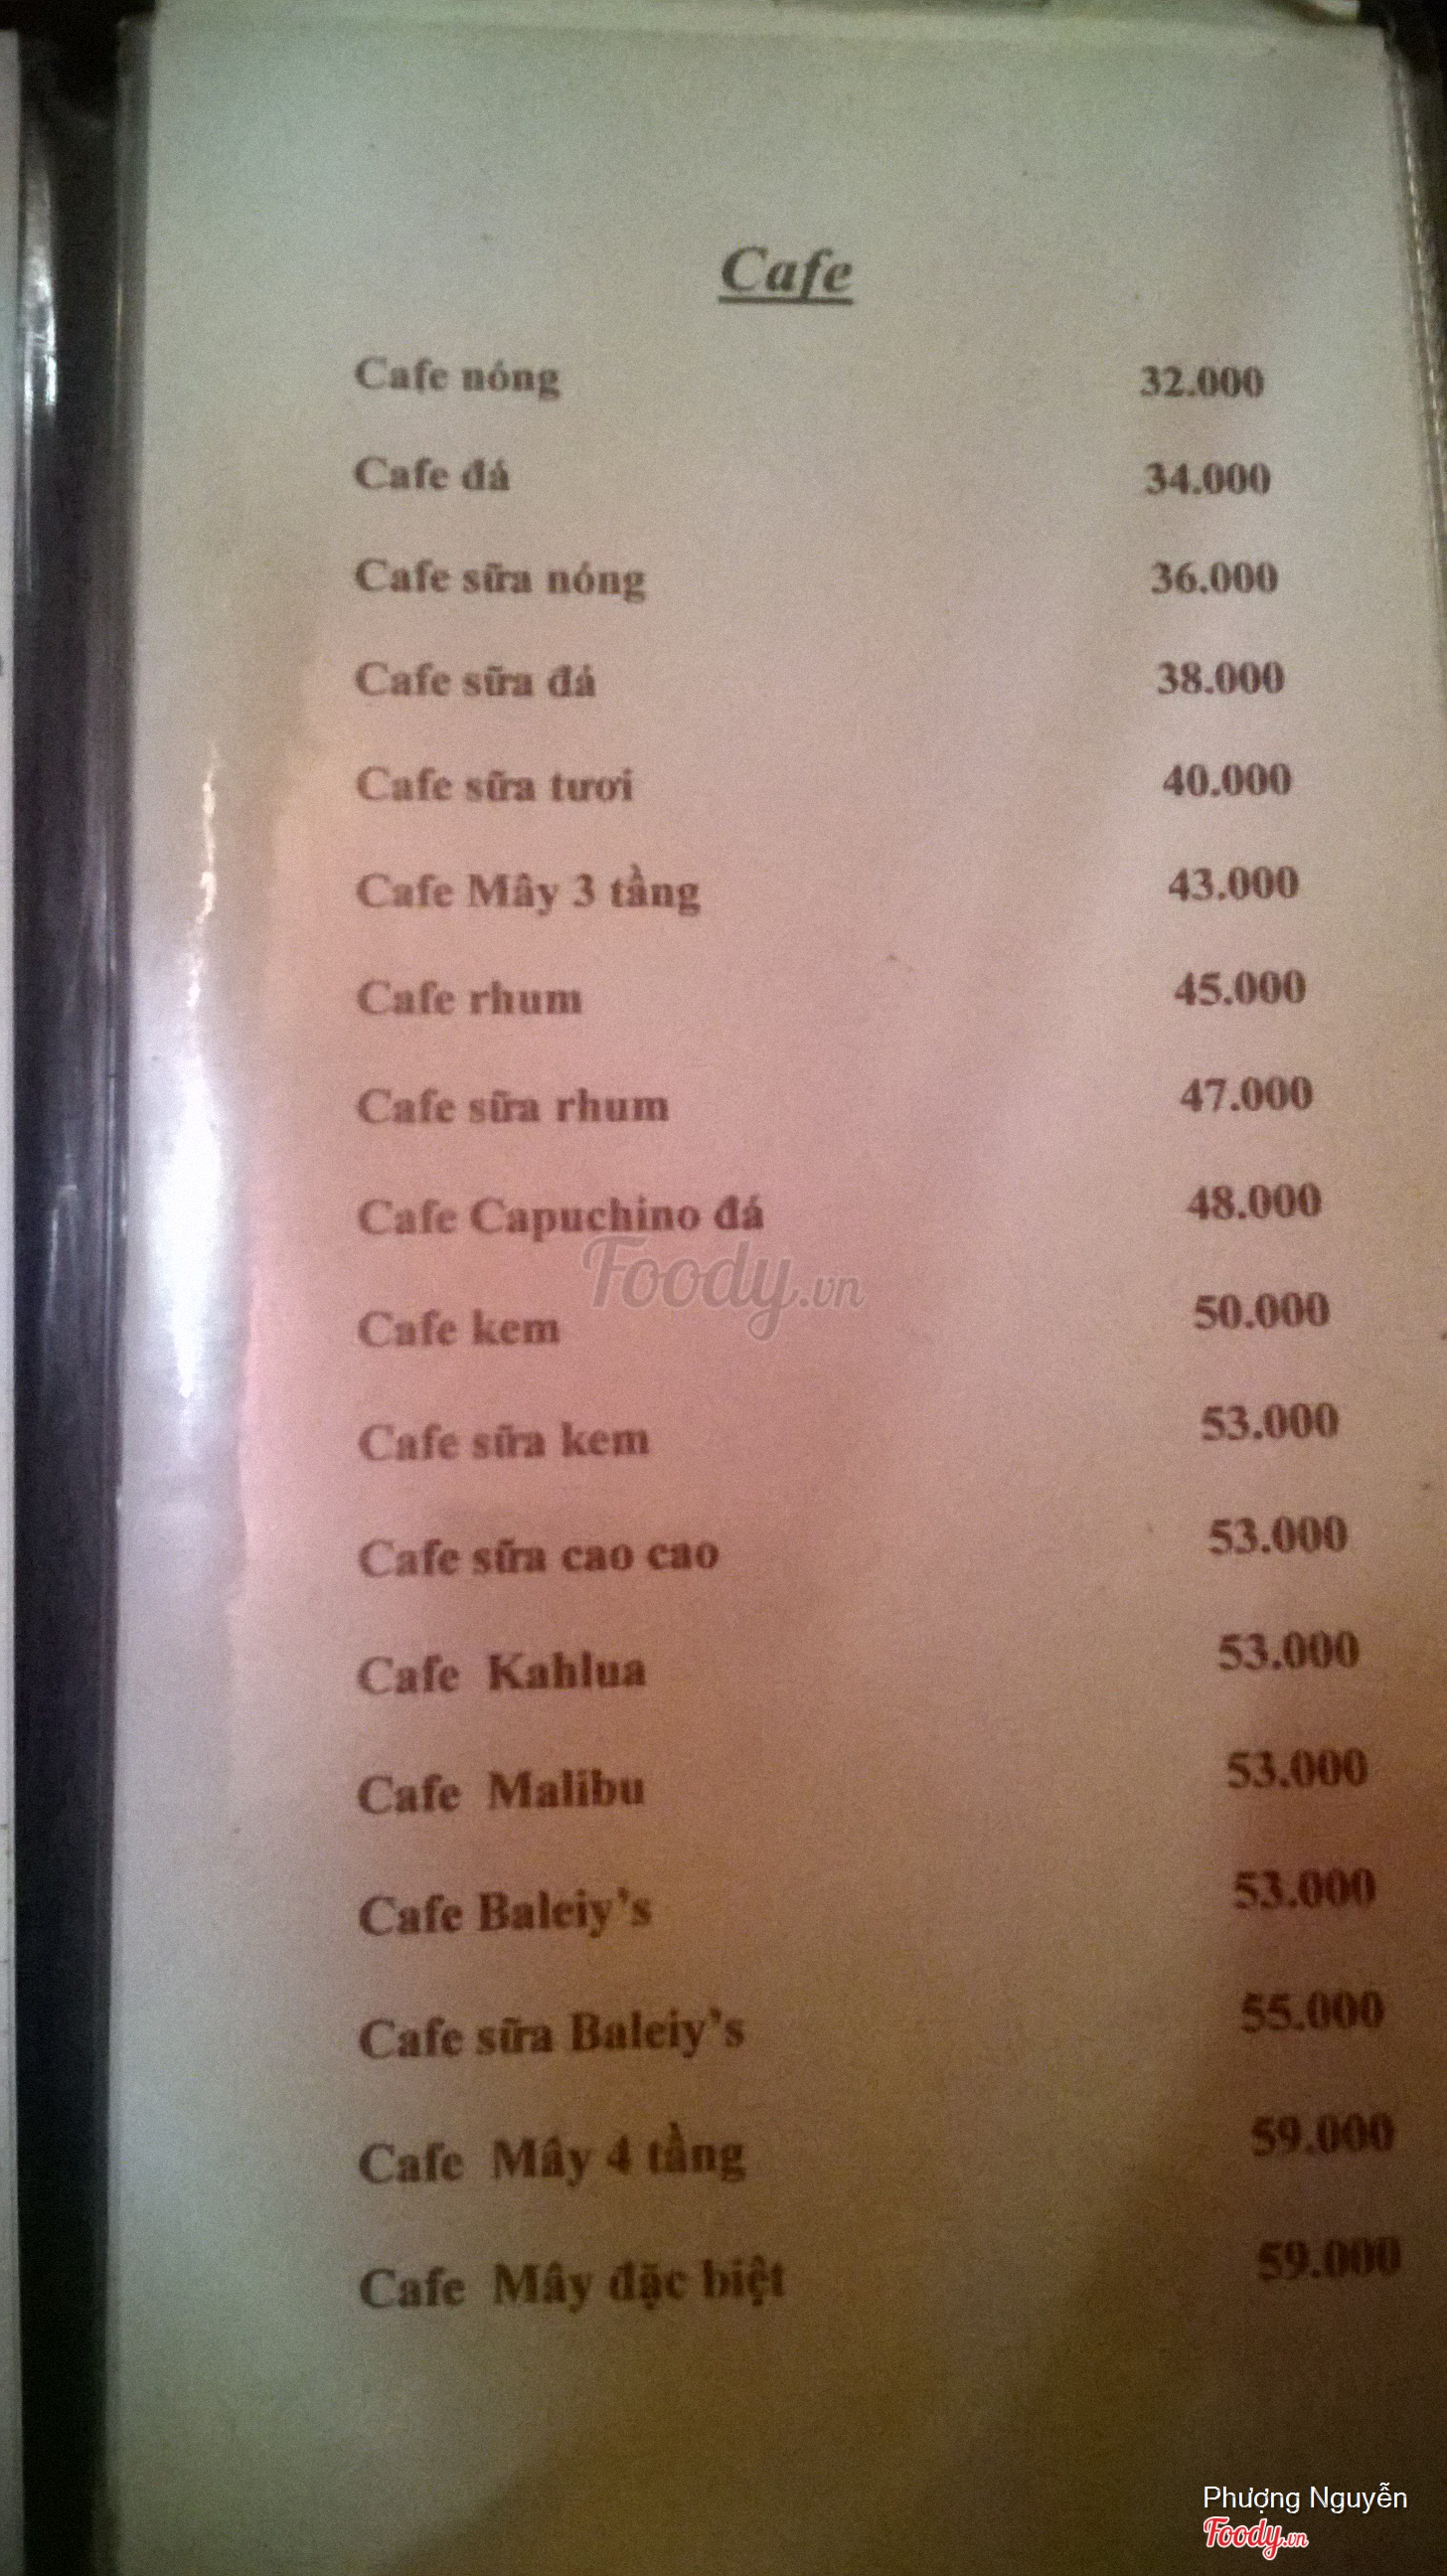 Cafe
Cafe nóng 32.000
Cafe đá 34.000
Cafe sữa nóng 36.000
Cafe sữa đá 38.000
Cafe sữa tươi 40.000
Cafe Mây 3 tầng 43.000
Cafe rhum 45.000
Cafe sữa rhum 47.000
Cafe Capuchino đá 48.000
Foody.vn
Cafe kem 50.000
Cafe sữa kem 53.000
Cafe sữa cao cao 53.000
Cafe Kahlua 53.000
Cafe Malibu 53.000
Cafe Baleiy's 53.000
Cafe sữa Baleiy's 55.000
Cafe Mây 4 tầng 59.000
Cafe Mây đặc biệt 59.000
Phượng Nguyễn
Foody.vn